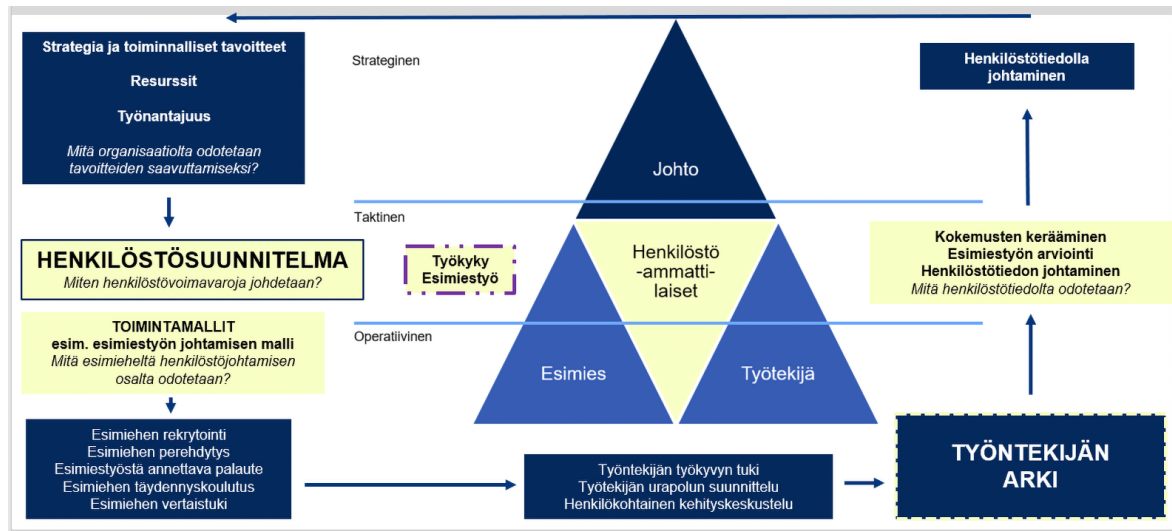 Strategia ja toiminnalliset tavoitteet
Resurssit
Työnantajuus
Mitä organisaatiolta odotetaan
tavoitteiden saavuttamiseksi?
HENKILÖSTÖSUUNNITELMA
Miten henkilöstövoimavaroja johdetaan?
TOIMINTAMALLIT
esim. esimiestyön johtamisen malli
Mitä esimieheltä henkilöstöjohtamisen
osalta odotetaan?
Esimiehen rekrytointi
Esimiehen perehdytys
Esimiestyöstä annettava palaute
Esimiehen täydennyskoulutus
Esimiehen vertaistuki
Strateginen
Taktinen
Työkyky
Esimiestyö
Operatiivinen
Johto
Henkilöstö
-ammatti-
laiset
Esimies
Työtekijä
Työntekijän työkyvyn tuki
Työtekijän urapolun suunnittelu
Henkilökohtainen kehityskeskustelu
Henkilöstötiedolla
johtaminen
Kokemusten kerääminen
Esimiestyön arviointi
Henkilöstötiedon johtaminen
Mitä henkilöstötiedolta odotetaan?
TYÖNTEKIJÄN
ARKI